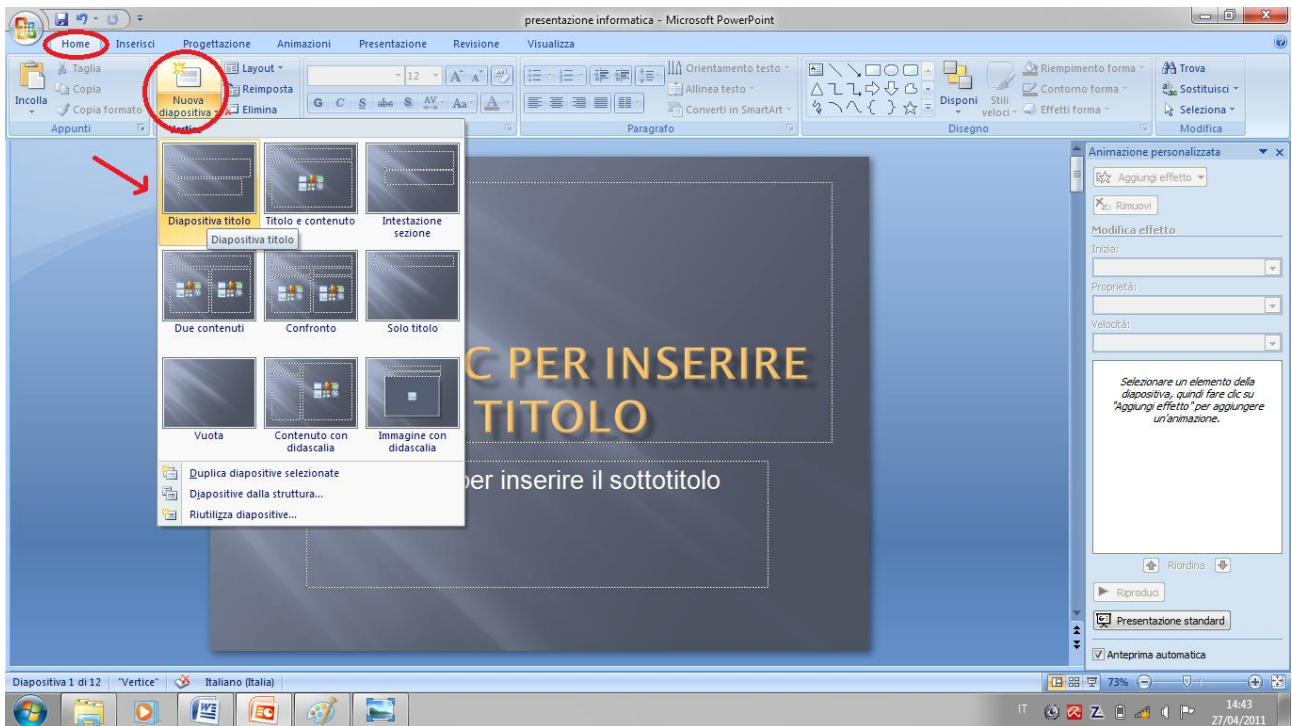 presentazione informatica - Microsoft PowerPoint
Home Inserisci Progettazione Animazioni Presentazione Revisione Visualizza
Incolla
Taglia
Copia
Copia formato
Appunti
Nuova
diapositiva
Layout
Reimposta
Elimina
12
G C S abc S AV Aa A
Orientamento testo
Allinea testo
Converti in SmartArt
Paragrafo
Disponi
Stili
veloci
Riempimento forma
Contorno forma
Effetti forma
Disegno
Trova
Sostituisci
Seleziona
Modifica
Vertice
Diapositiva titolo
Titolo e contenuto
Intestazione
sezione
Diapositiva titolo
Due contenuti
Confronto
Solo titolo
Vuota
Contenuto con
didascalia
Immagine con
didascalia
Duplica diapositive selezionate
Diapositive dalla struttura...
Riutilizza diapositive...
C PER INSERIRE
TITOLO
per inserire il sottotitolo
Animazione personalizzata
Aggiungi effetto
Rimuovi
Modifica effetto
Inizia:
Proprietà:
Velocità:
Selezionare un elemento della
diapositiva, quindi fare clic su
"Aggiungi effetto" per aggiungere
un'animazione.
Riordina
Riproduci
Presentazione standard
Anteprima automatica
Diapositiva 1 di 12 "Vertice" Italiano (Italia)
73%
IT
14:43
27/04/2011